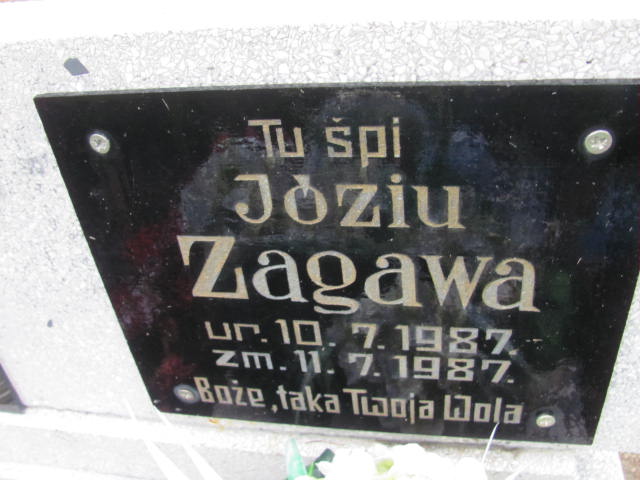 Tu śpi
Józiu
Zagawa
ur. 10. 7. 1987.
zm. 11. 7. 1987.
Boże, taka Twoja Wola